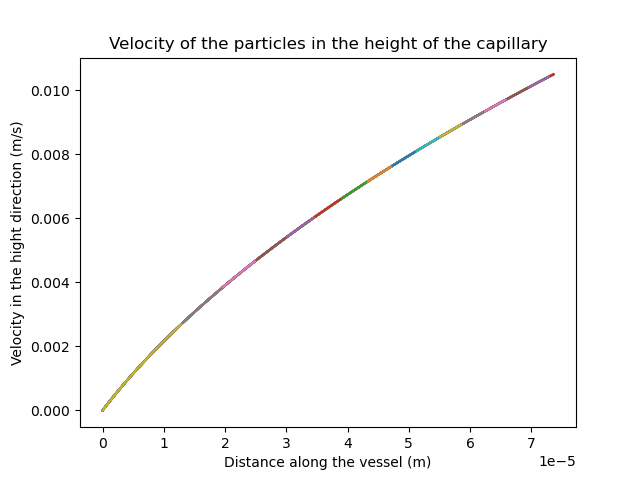 Velocity of the particles in the height of the capillary
0.010
0.008
0.006
0.004
0.002
0.000
Velocity in the hight direction (m/s)
0 1 2 3 4 5 6 7
1e−5
Distance along the vessel (m)